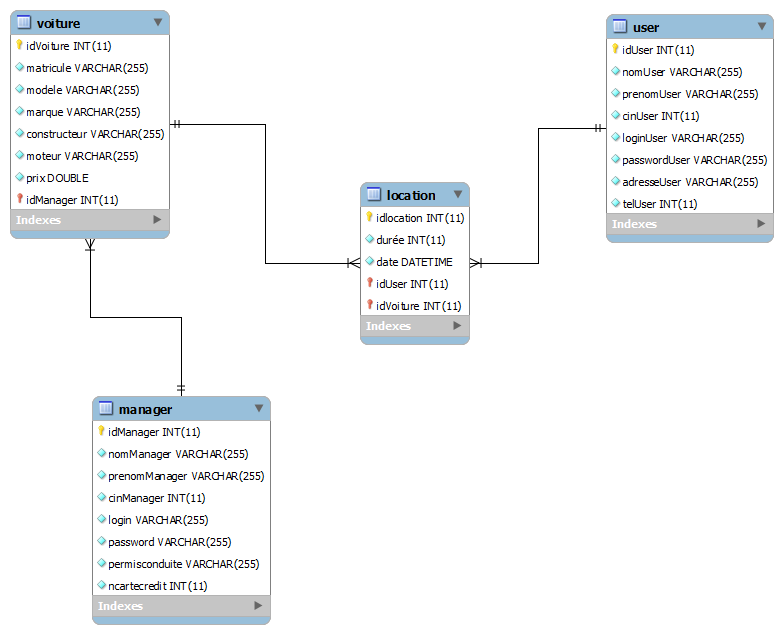 voiture
idVoiture INT(11)
matricule VARCHAR(255)
modele VARCHAR(255)
marque VARCHAR(255)
constructeur VARCHAR(255)
moteur VARCHAR(255)
prix DOUBLE
idManager INT(11)
Indexes
user
idUser INT(11)
nomUser VARCHAR(255)
prenomUser VARCHAR(255)
cinUser INT(11)
loginUser VARCHAR(255)
passwordUser VARCHAR(255)
adresseUser VARCHAR(255)
telUser INT(11)
Indexes
location
idlocation INT(11)
durée INT(11)
date DATETIME
idUser INT(11)
idVoiture INT(11)
Indexes
manager
idManager INT(11)
nomManager VARCHAR(255)
prenomManager VARCHAR(255)
cinManager INT(11)
login VARCHAR(255)
password VARCHAR(255)
permisconduite VARCHAR(255)
ncartecredit INT(11)
Indexes